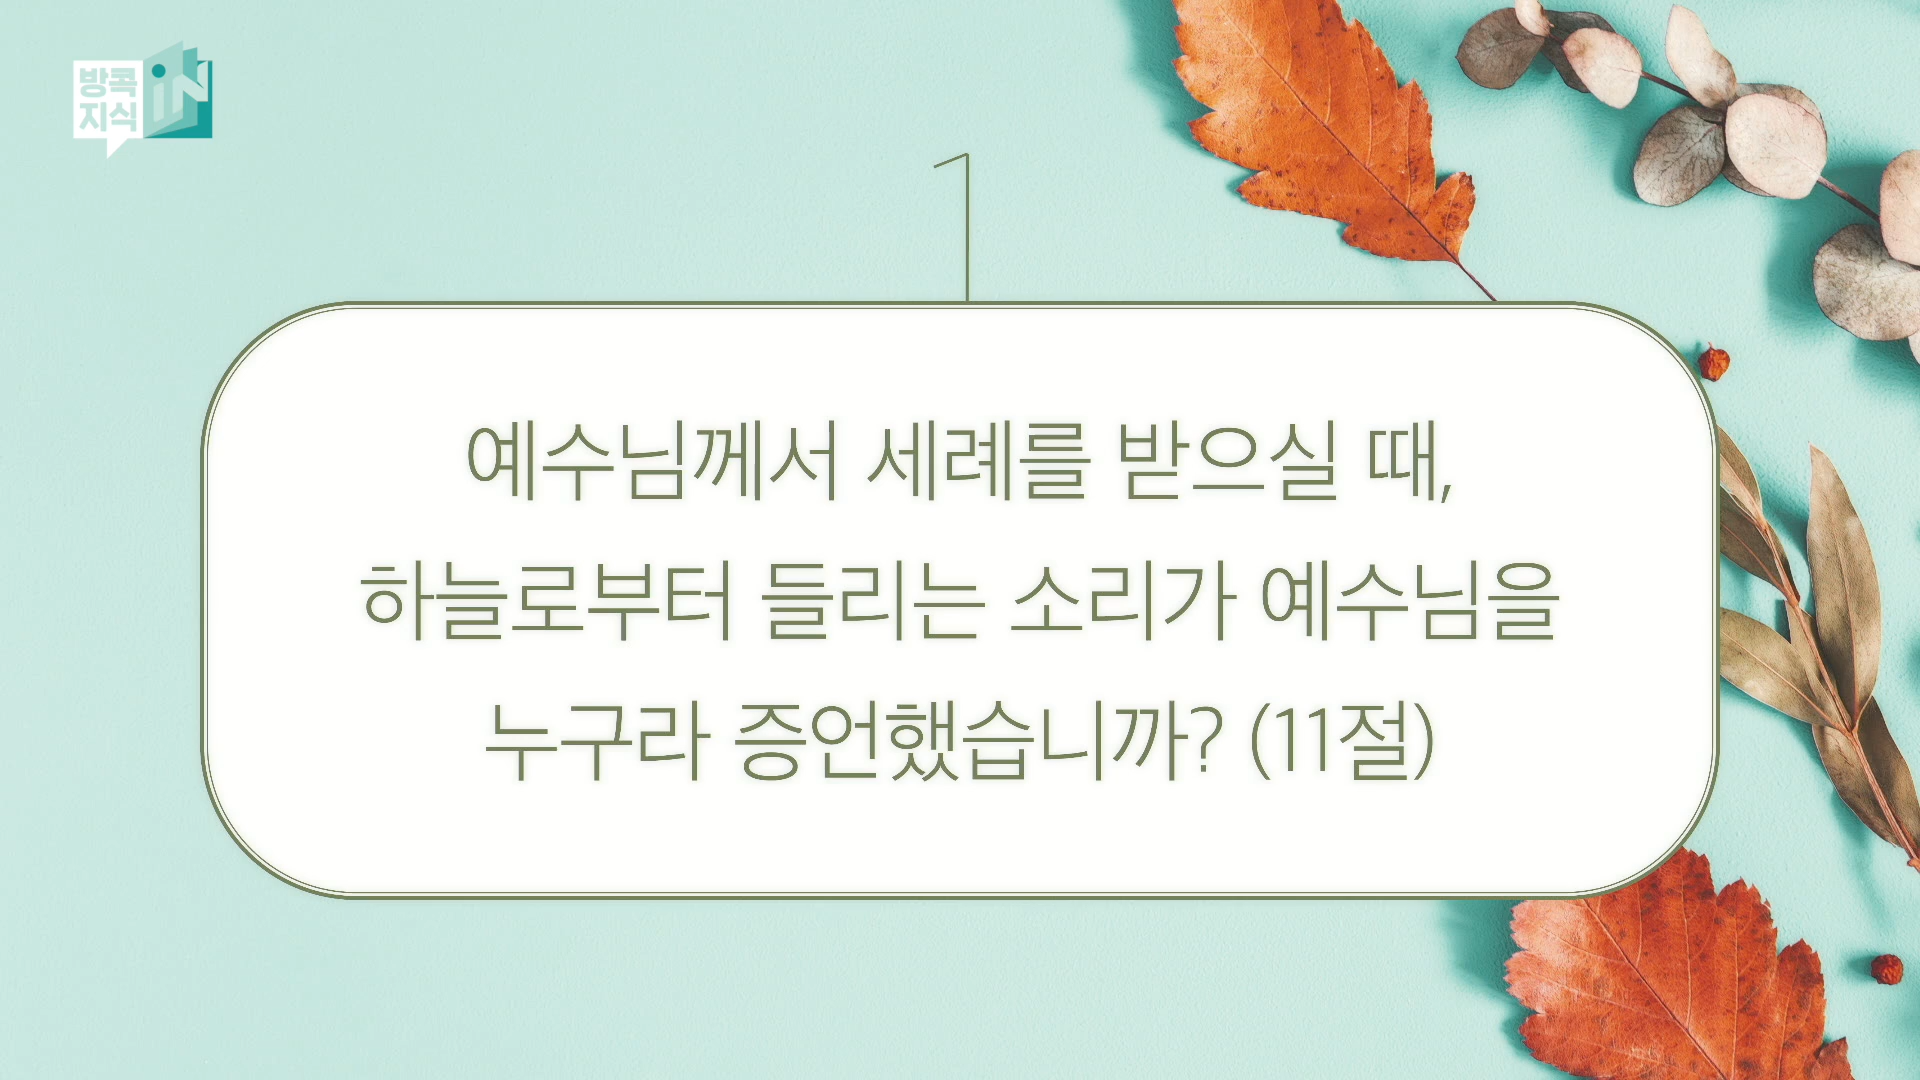 방콕
지식
iN
1
예수님께서 세례를 받으실 때,
하늘로부터 들리는 소리가 예수님을
누구라 증언했습니까? (11절)